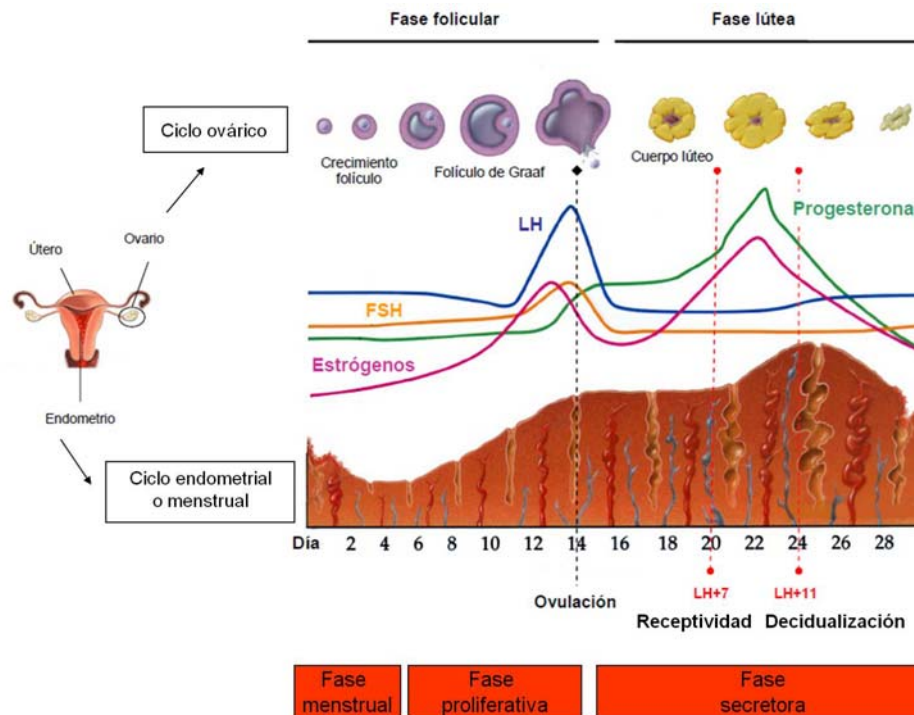 Fase folicular
Fase lútea
Ciclo ovárico
Crecimiento
folículo
Folículo de Graaf
Cuerpo lúteo
LH
Progesterona
Útero
Ovario
FSH
Estrógenos
Endometrio
Ciclo endometrial
o menstrual
Día 2 4 6 8 10 12 14 16 18 20 22 24 26 28
LH+7
LH+11
Ovulación
Receptividad
Decidualización
Fase
menstrual
Fase
proliferativa
Fase
secretora